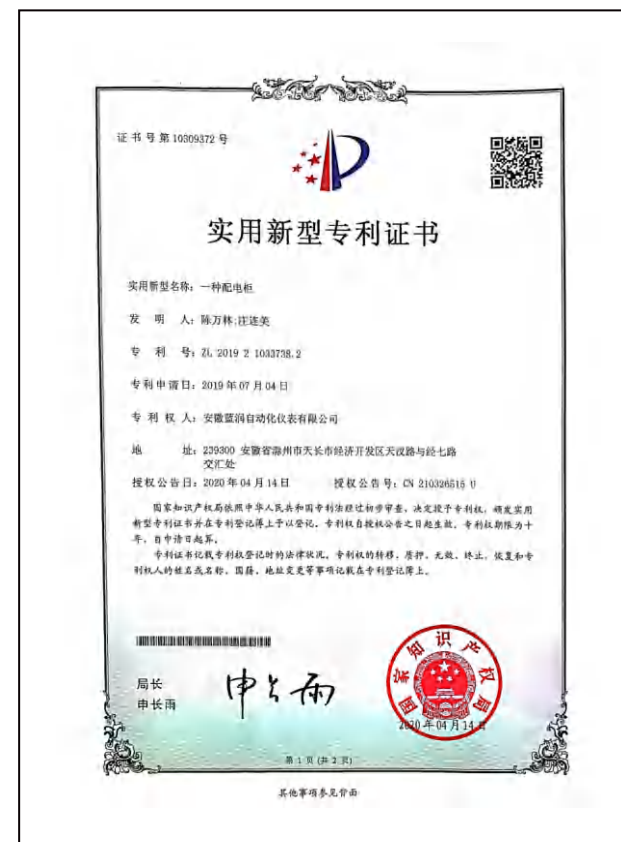 证书号第10309372号
实用新型专利证书
实用新型名称：一种配电柜
发明人：陈万林;汪连美
专利号：ZL 2019 2 1033738.2
专利申请日：2019年07月04日
专利权人：安徽蓝润自动化仪表有限公司
地址：239300 安徽省滁州市天长市经济开发区天汉路与经七路
交汇处
授权公告日：2020年04月14日 授权公告号：CN 210326515 U
国家知识产权局依照中华人民共和国专利法经过初步审查，决定授予专利权，颁发实用
新型专利证书并在专利登记簿上予以登记。专利权自授权公告之日起生效。专利权期限为十
年，自申请日起算。
专利证书记载专利权登记时的法律状况。专利权的转移、质押、无效、终止、恢复和专
利权人的姓名或名称、国籍、地址变更等事项记载在专利登记簿上。
局长
申长雨
申长雨
国家知识产权局
2020年04月14日
第1页(共2页)
其他事项参见背面